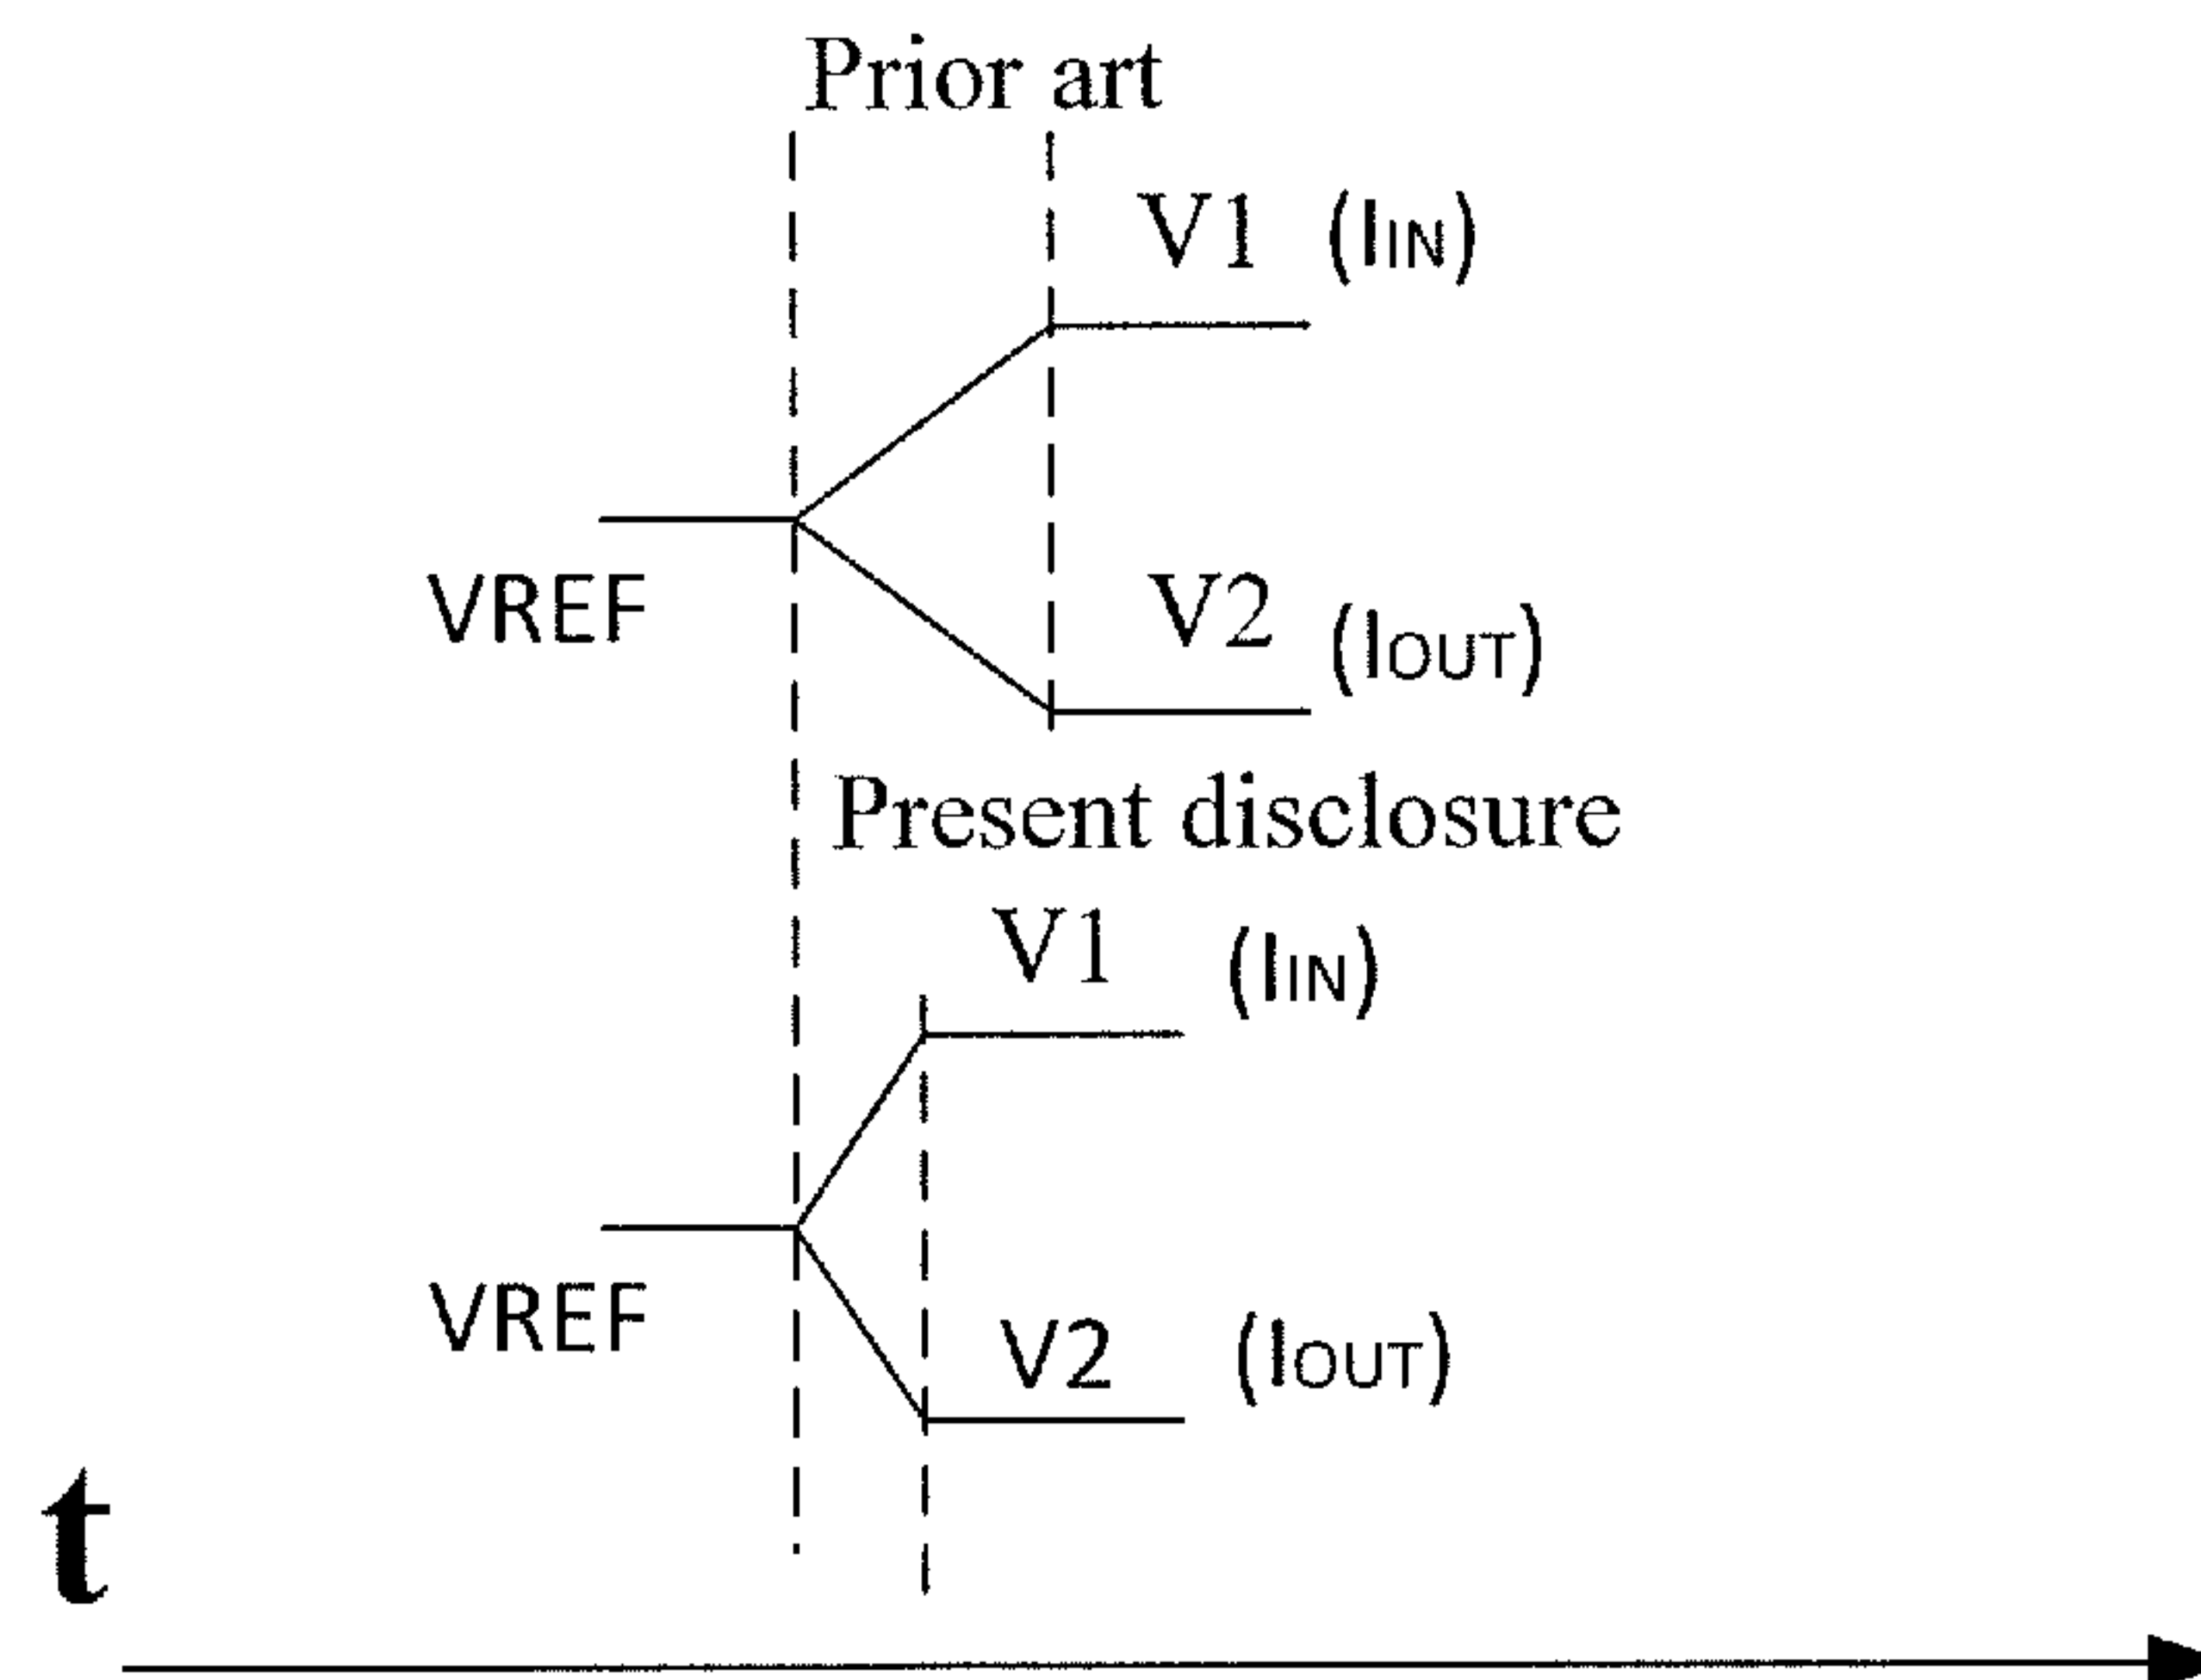 Prior art
V1 (IIN)
VREF
V2 (IOUT)
Present disclosure
V1 (IIN)
VREF
V2 (IOUT)
t